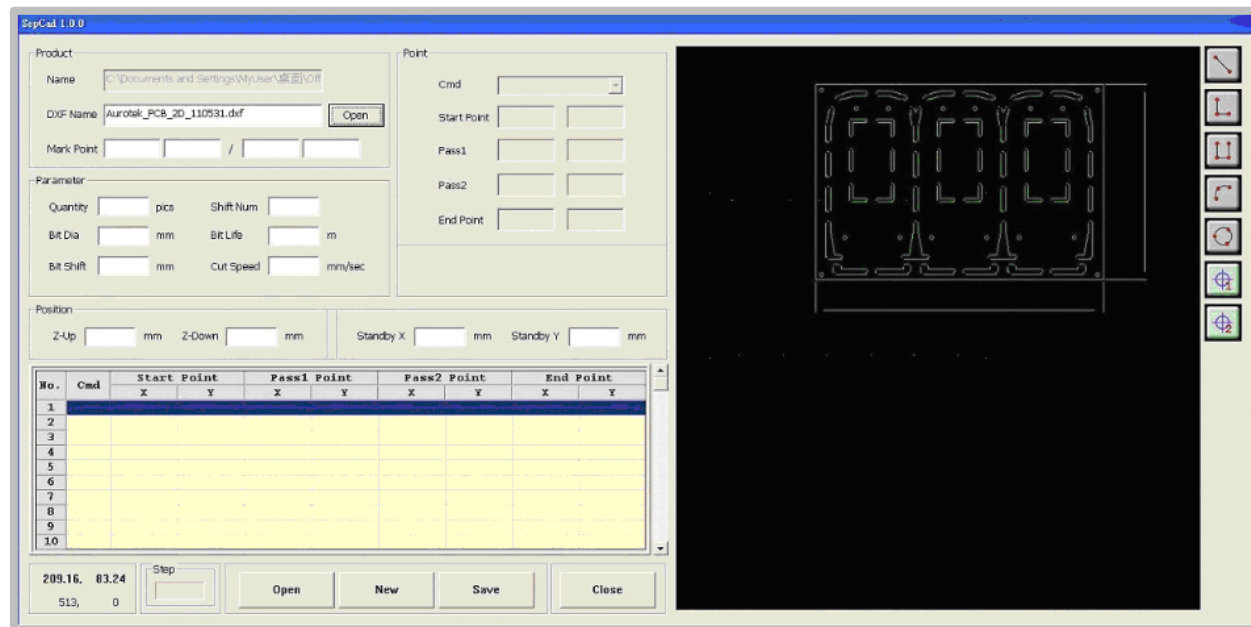 SepCad 1.0.0
Product
Name C:\Documents and Settings\MyUser\桌面\Off
DXF Name Aurotek_PCB_2D_110531.dxf Open
Mark Point /
Parameter
Quantity pics Shift Num
Bit Dia mm Bit Life m
Bit Shift mm Cut Speed mm/sec
Point
Cmd
Start Point
Pass1
Pass2
End Point
Position
Z-Up mm Z-Down mm Standby X mm Standby Y mm
No. Cmd Start Point Pass1 Point Pass2 Point End Point
X Y X Y X Y X Y
1
2
3
4
5
6
7
8
9
10
209.16, 83.24
513, 0
Step
Open New Save Close
1
2